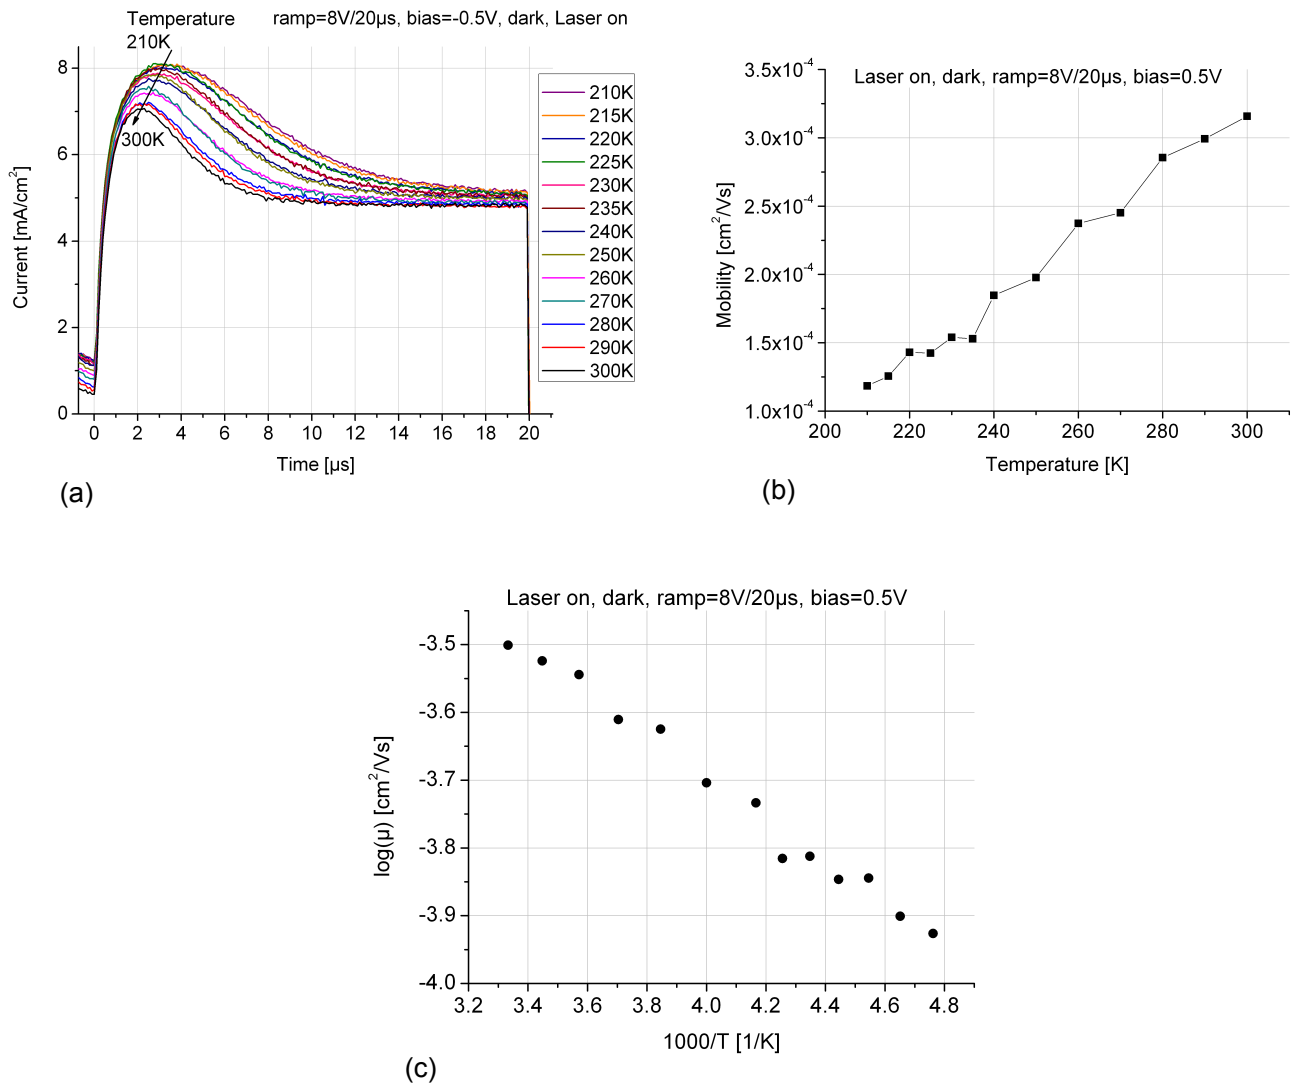 Temperature
ramp=8V/20µs, bias=-0.5V, dark, Laser on
210K
300K
8
6
4
2
0
Current [mA/cm²]
0 2 4 6 8 10 12 14 16 18 20
Time [µs]
210K
215K
220K
225K
230K
235K
240K
250K
260K
270K
280K
290K
300K
(a)
Laser on, dark, ramp=8V/20µs, bias=0.5V
3.5x10⁻⁴
3.0x10⁻⁴
2.5x10⁻⁴
2.0x10⁻⁴
1.5x10⁻⁴
1.0x10⁻⁴
Mobility [cm²/Vs]
200 220 240 260 280 300
Temperature [K]
(b)
Laser on, dark, ramp=8V/20µs, bias=0.5V
-3.5
-3.6
-3.7
-3.8
-3.9
-4.0
log(µ) [cm²/Vs]
3.2 3.4 3.6 3.8 4.0 4.2 4.4 4.6 4.8
1000/T [1/K]
(c)